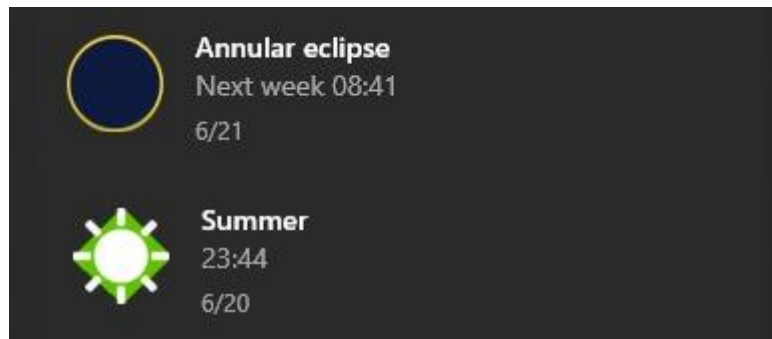 Annular eclipse
Next week 08:41
6/21
Summer
23:44
6/20